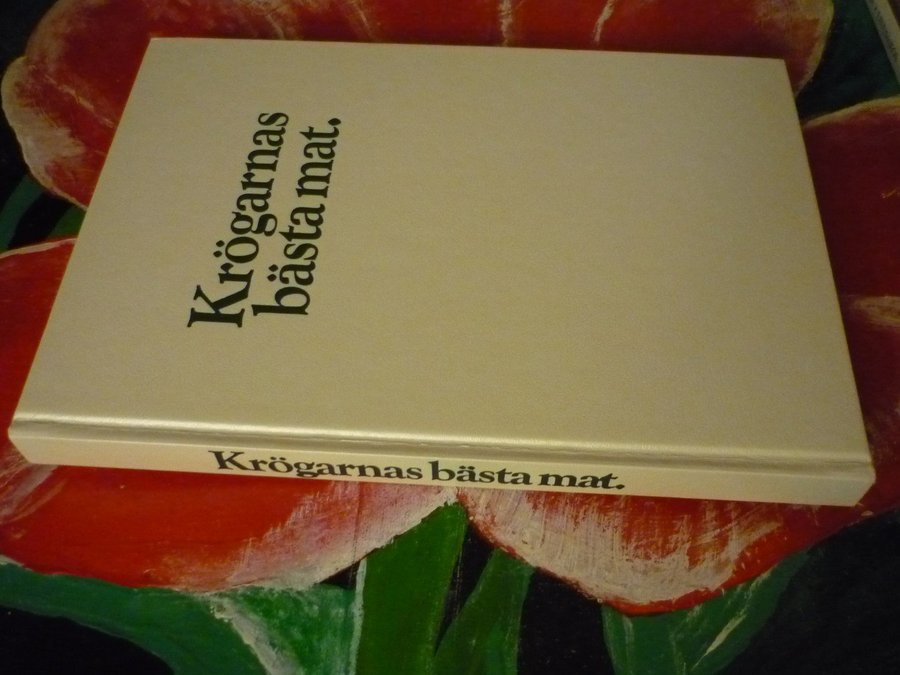 Krögarnas
bästa mat.
Krögarnas bästa mat.